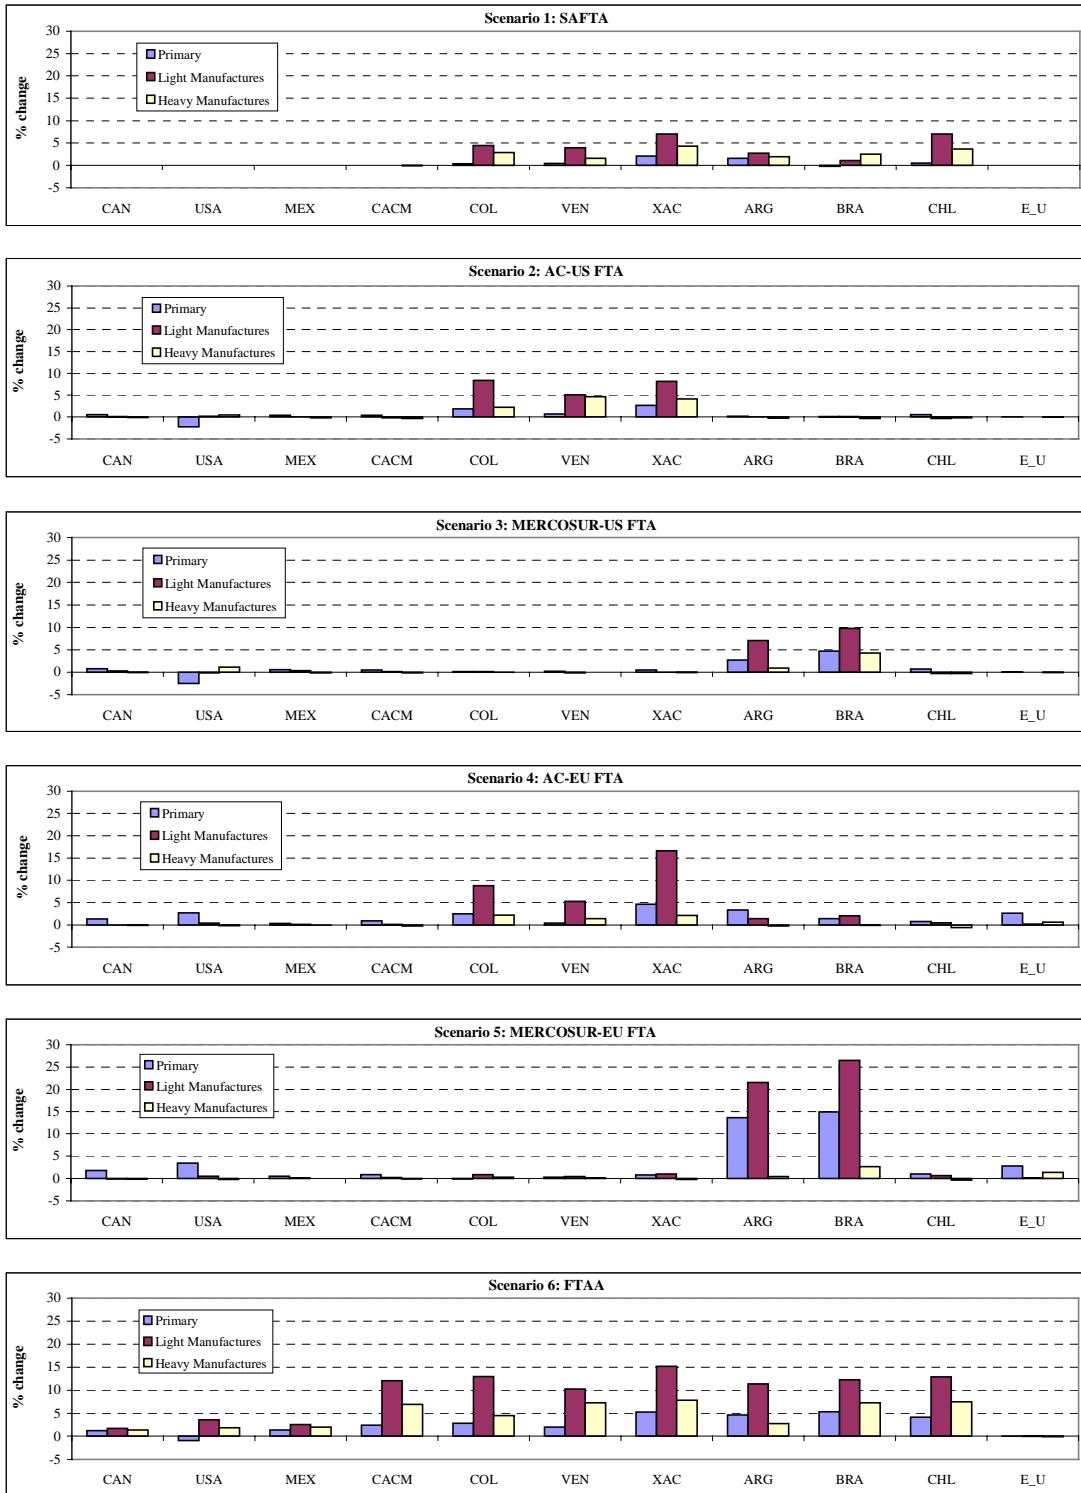 Scenario 1: SAFTA
% change
30
25
20
15
10
5
0
-5
Primary
Light Manufactures
Heavy Manufactures
CAN USA MEX CACM COL VEN XAC ARG BRA CHL E_U
Scenario 2: AC-US FTA
% change
30
25
20
15
10
5
0
-5
Primary
Light Manufactures
Heavy Manufactures
CAN USA MEX CACM COL VEN XAC ARG BRA CHL E_U
Scenario 3: MERCOSUR-US FTA
% change
30
25
20
15
10
5
0
-5
Primary
Light Manufactures
Heavy Manufactures
CAN USA MEX CACM COL VEN XAC ARG BRA CHL E_U
Scenario 4: AC-EU FTA
% change
30
25
20
15
10
5
0
-5
Primary
Light Manufactures
Heavy Manufactures
CAN USA MEX CACM COL VEN XAC ARG BRA CHL E_U
Scenario 5: MERCOSUR-EU FTA
% change
30
25
20
15
10
5
0
-5
Primary
Light Manufactures
Heavy Manufactures
CAN USA MEX CACM COL VEN XAC ARG BRA CHL E_U
Scenario 6: FTAA
% change
30
25
20
15
10
5
0
-5
Primary
Light Manufactures
Heavy Manufactures
CAN USA MEX CACM COL VEN XAC ARG BRA CHL E_U